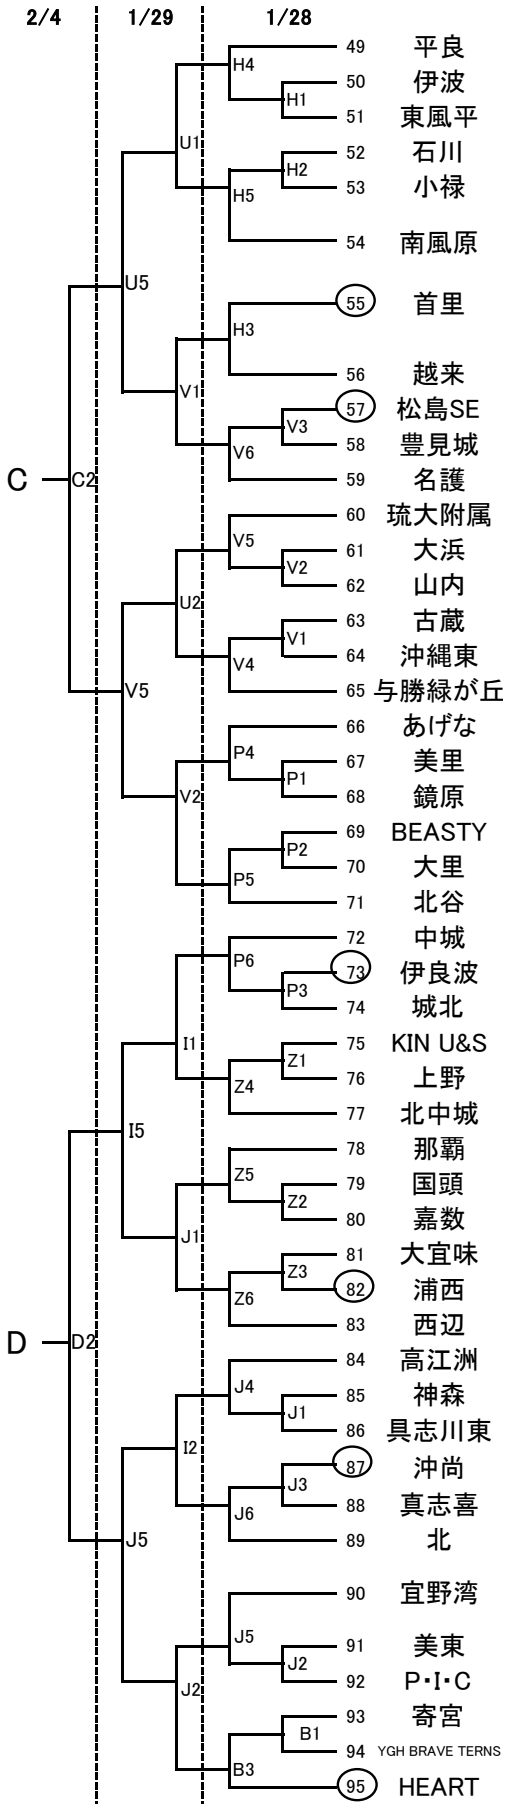 2/4 1/29 1/28
49 平良
H4
50 伊波
H1
51 東風平
U1
52 石川
H2
53 小禄
H5
54 南風原
U5
55 首里
H3
56 越来
V1
57 松島SE
V3
58 豊見城
V6
C C2
59 名護
60 琉大附属
V5
61 大浜
V2
62 山内
U2
63 古蔵
V1
64 沖縄東
V4
65 与勝緑が丘
V5
66 あげな
P4
67 美里
P1
68 鏡原
V2
69 BEASTY
P2
70 大里
P5
71 北谷
72 中城
P6
73 伊良波
P3
74 城北
I1
75 KIN U&S
Z1
76 上野
Z4
77 北中城
I5
78 那覇
Z5
79 国頭
Z2
80 嘉数
J1
81 大宜味
Z3
82 浦西
Z6
83 西辺
D D2
84 高江洲
J4
85 神森
J1
86 具志川東
I2
87 沖尚
J3
88 真志喜
J6
89 北
J5
90 宜野湾
J5
91 美東
J2
92 P・I・C
J2
93 寄宮
B1
94 YGH BRAVE TERNS
B3
95 HEART